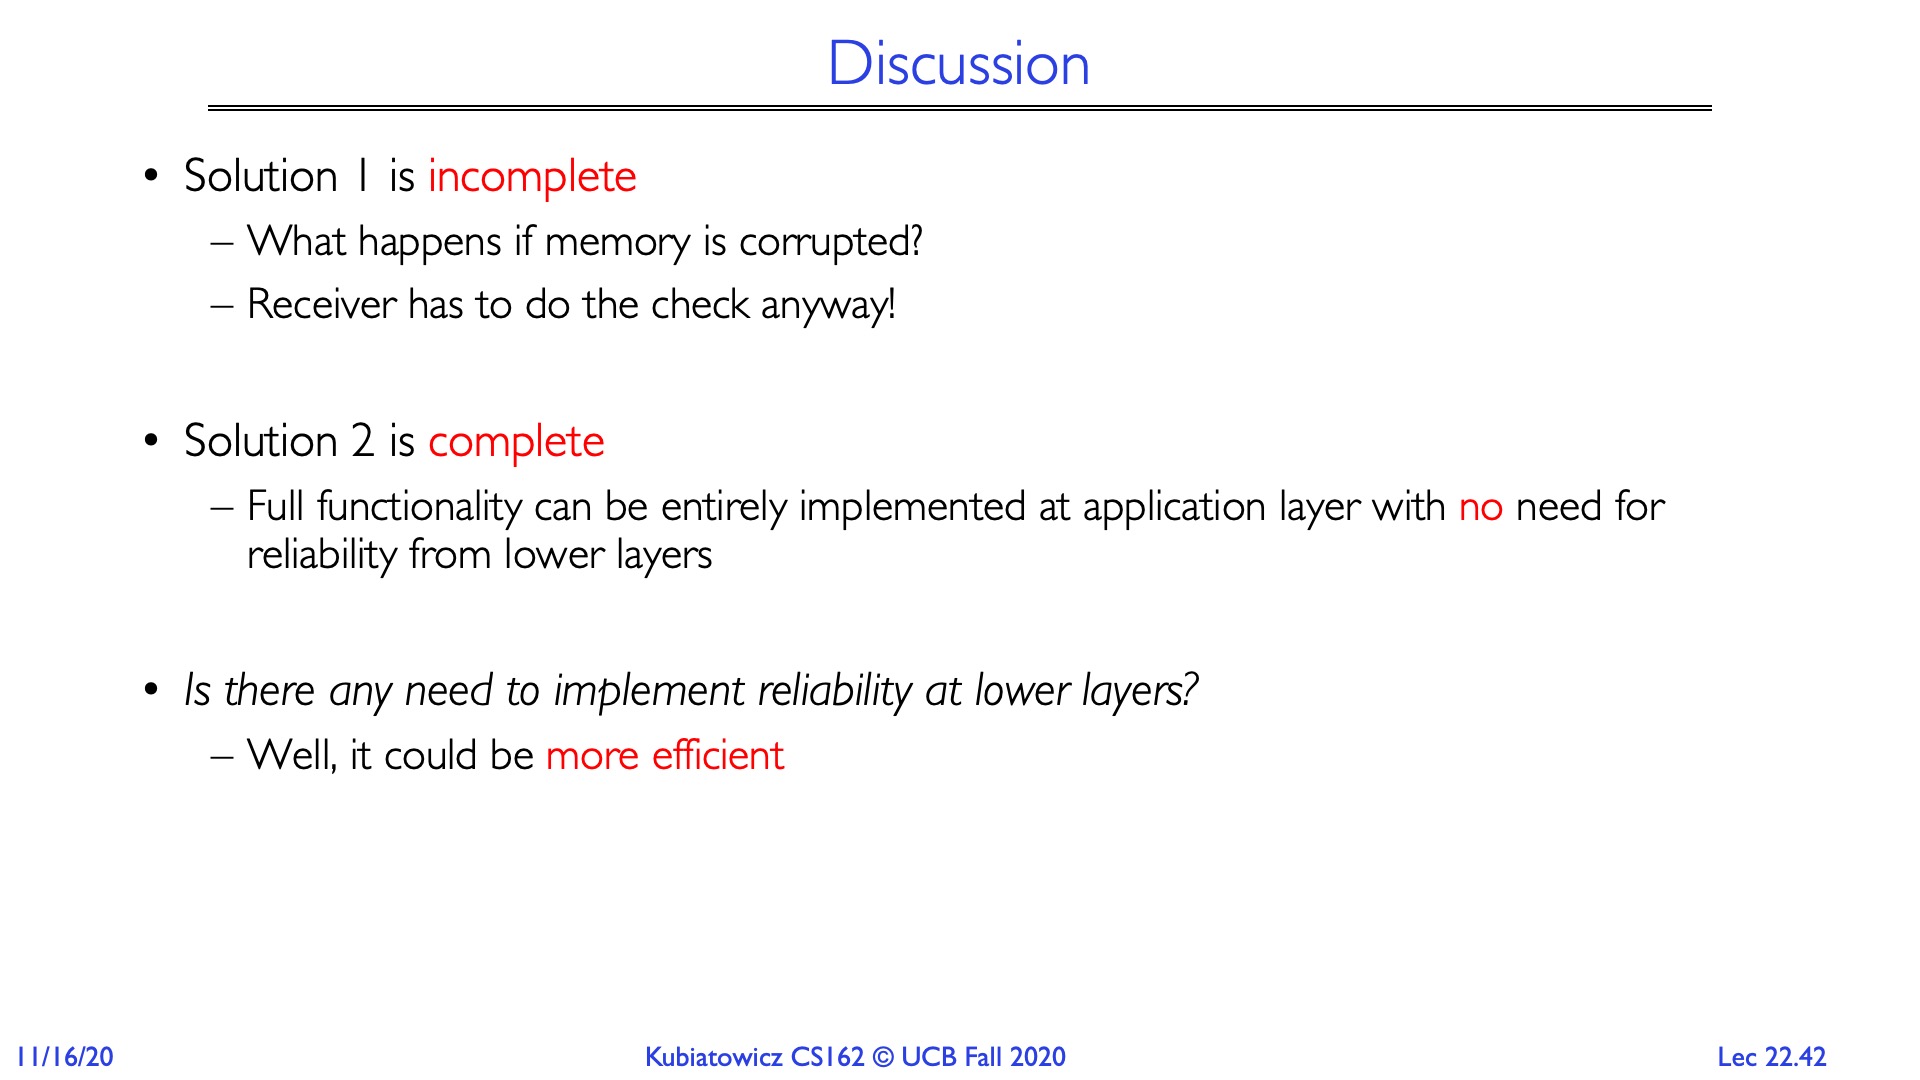 Discussion
• Solution 1 is incomplete
– What happens if memory is corrupted?
– Receiver has to do the check anyway!
• Solution 2 is complete
– Full functionality can be entirely implemented at application layer with no need for
reliability from lower layers
• Is there any need to implement reliability at lower layers?
– Well, it could be more efficient
11/16/20
Kubiatowicz CS162 © UCB Fall 2020
Lec 22.42